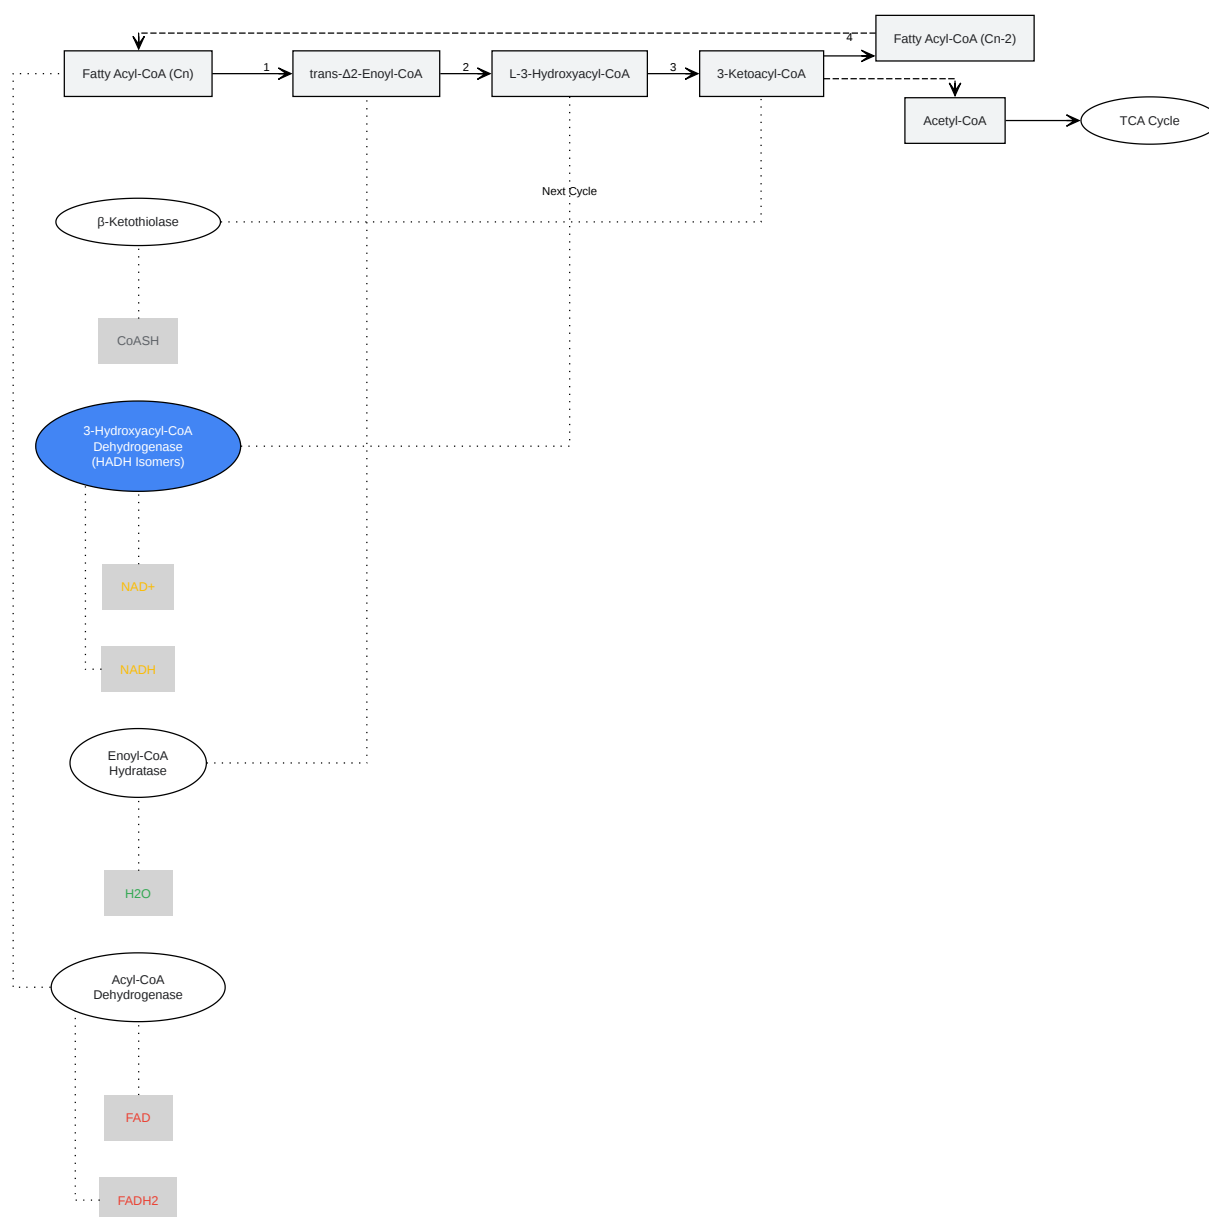 Fatty Acyl-CoA (Cn-2)
4
Fatty Acyl-CoA (Cn)
1
trans-Δ2-Enoyl-CoA
2
L-3-Hydroxyacyl-CoA
3
3-Ketoacyl-CoA
Acetyl-CoA
TCA Cycle
Next Cycle
β-Ketothiolase
CoASH
3-Hydroxyacyl-CoA
Dehydrogenase
(HADH Isomers)
NAD+
NADH
Enoyl-CoA
Hydratase
H2O
Acyl-CoA
Dehydrogenase
FAD
FADH2